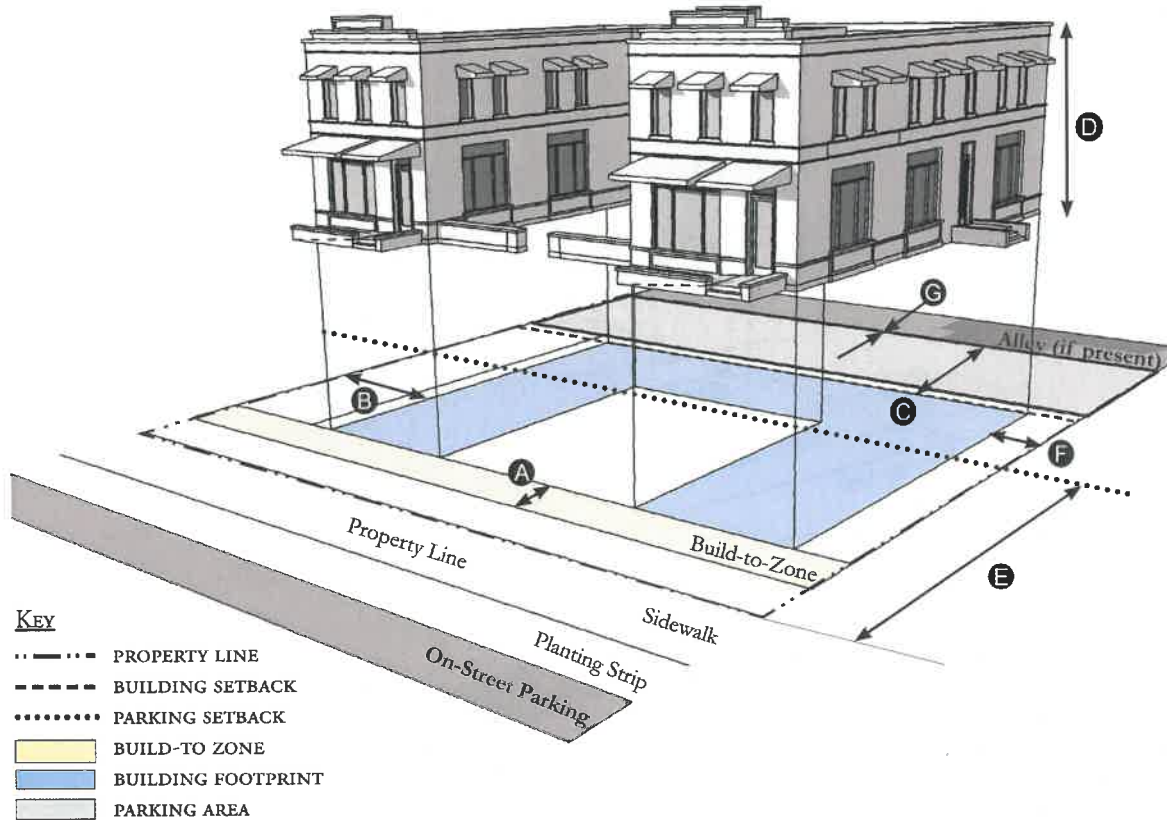 D
G
Alley (if present)
B
C
F
A
Build-to-Zone
E
Property Line
Sidewalk
Planting Strip
On-Street Parking
KEY
PROPERTY LINE
BUILDING SETBACK
PARKING SETBACK
BUILD-TO ZONE
BUILDING FOOTPRINT
PARKING AREA